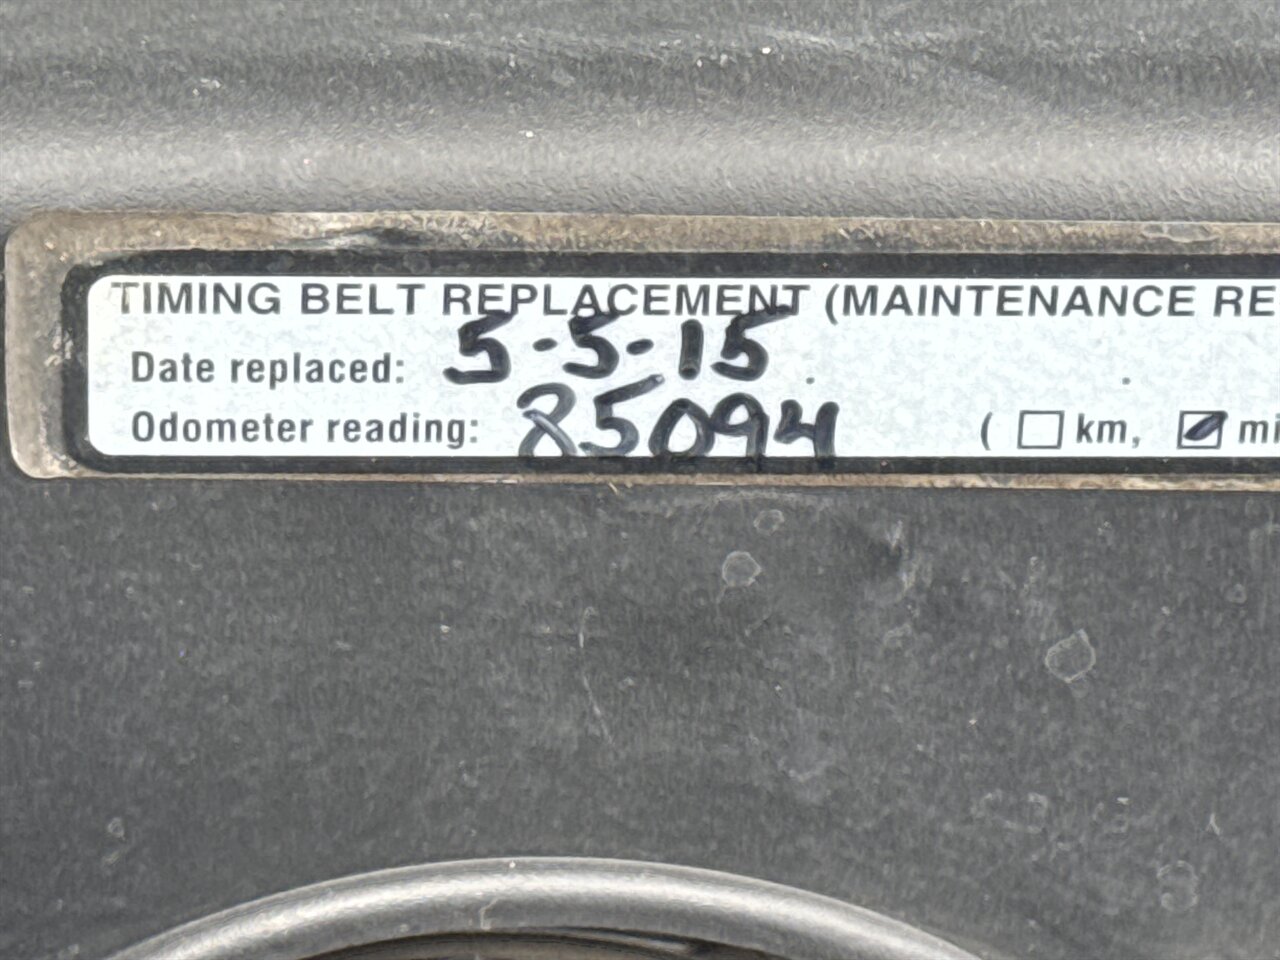 TIMING BELT REPLACEMENT (MAINTENANCE RE
Date replaced: 5-5-15
Odometer reading: 85094 ( km, mi